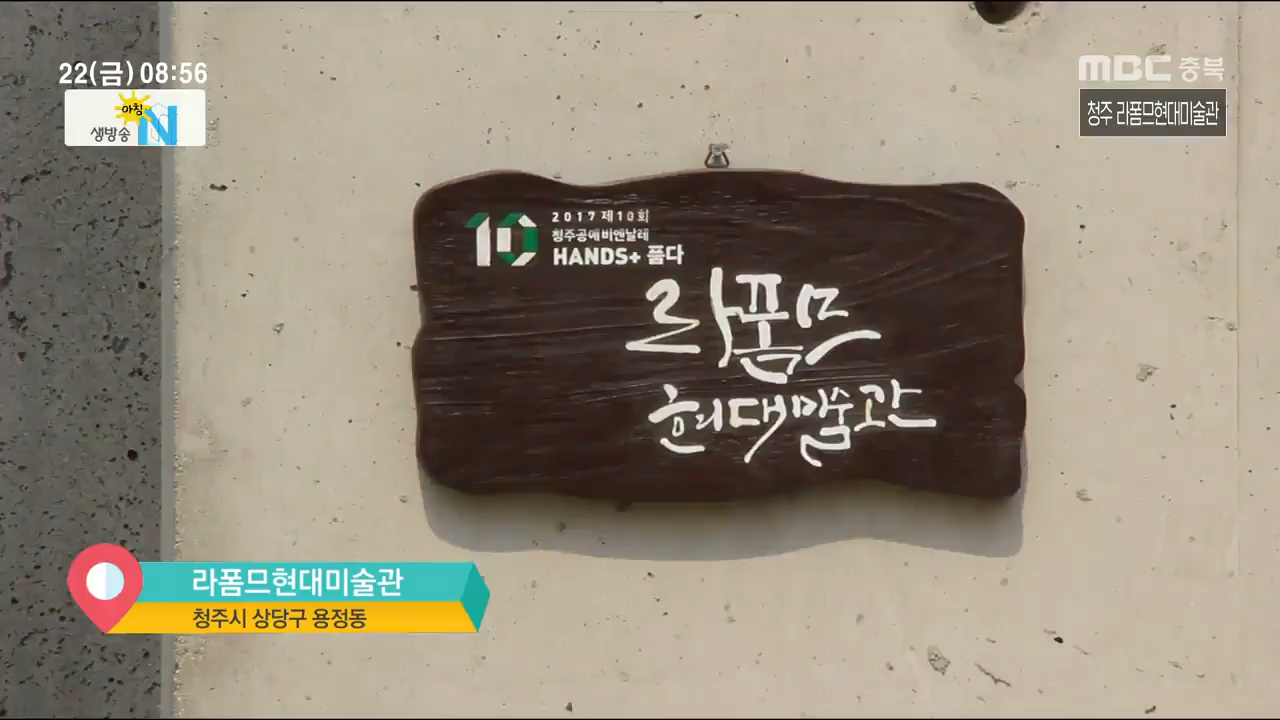 22(금) 08:56
아침
생방송 N
MBC 충북
청주 라폼므현대미술관
10
2017 제10회
청주공예비엔날레
HANDS+ 품다
라폼므
현대미술관
라폼므현대미술관
청주시 상당구 용정동